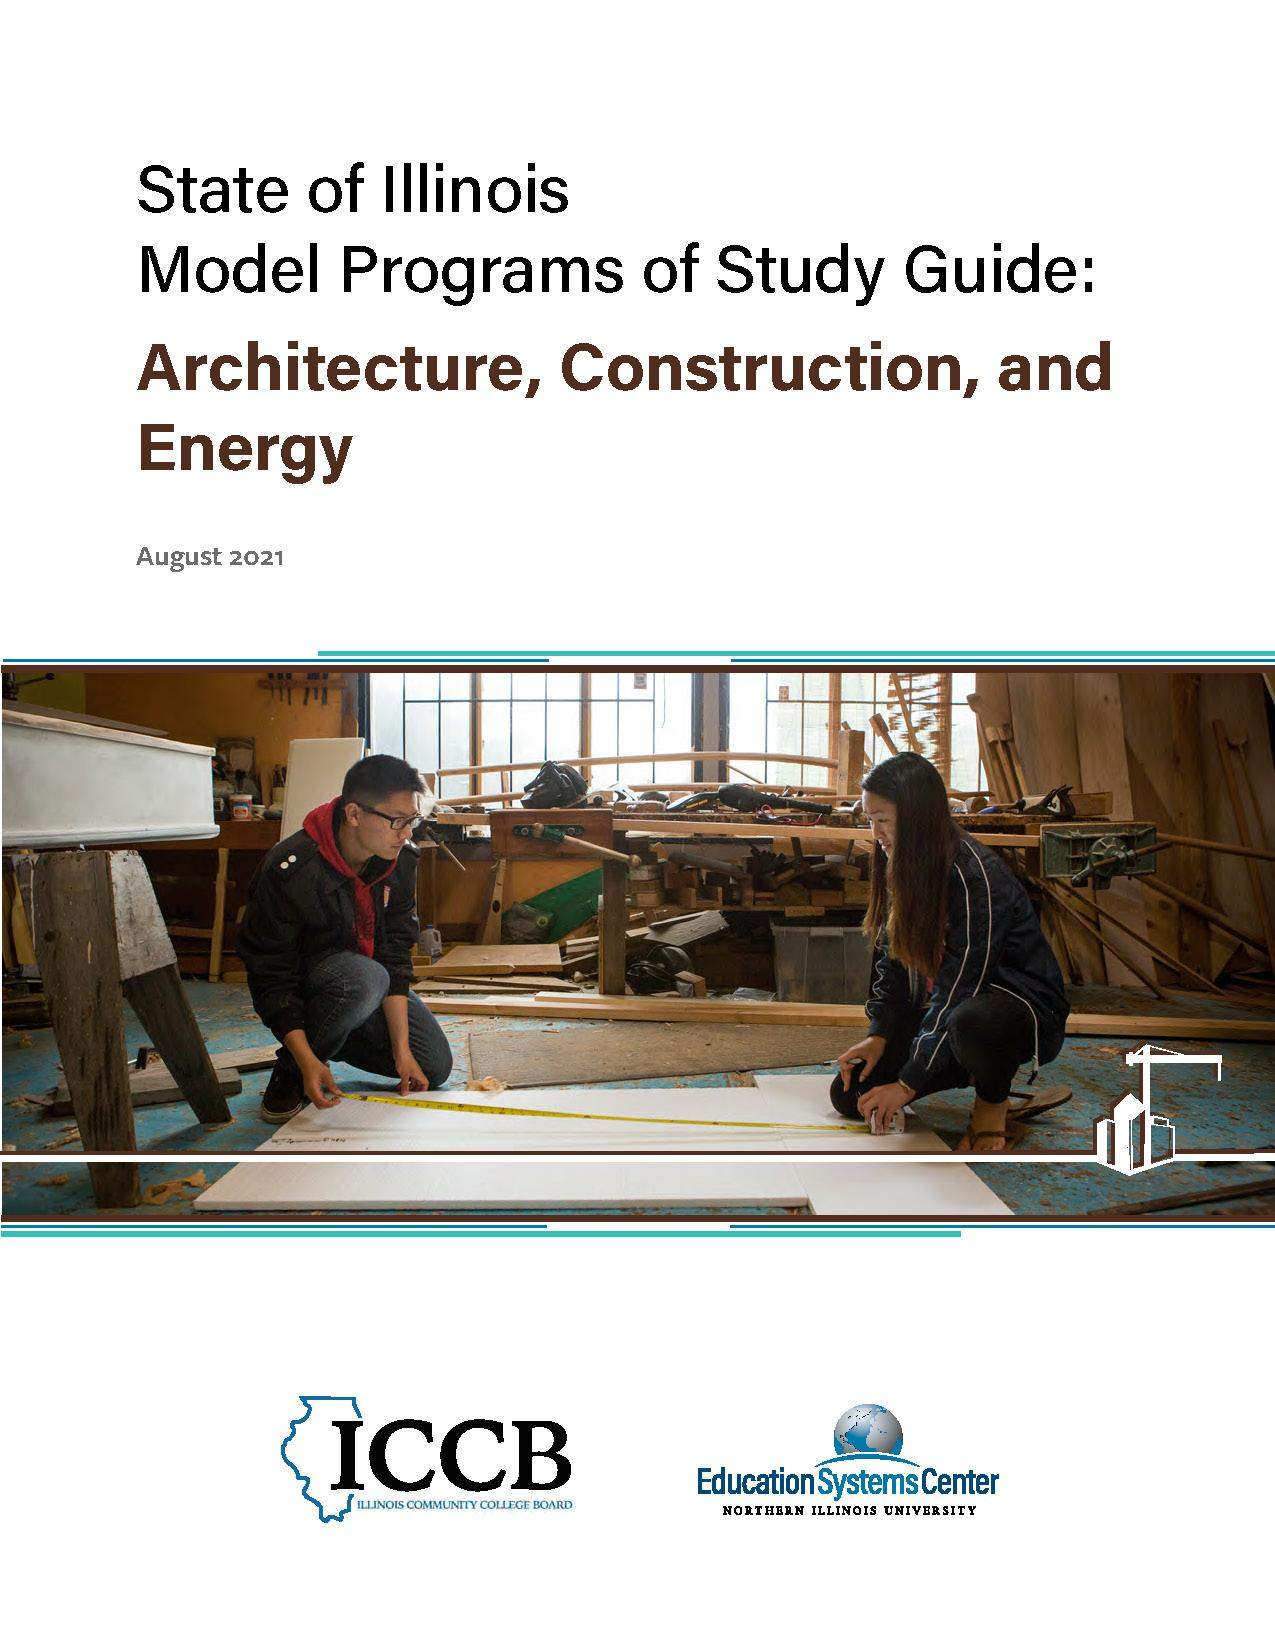 State of Illinois
Model Programs of Study Guide:
Architecture, Construction, and
Energy
August 2021
ICCB
ILLINOIS COMMUNITY COLLEGE BOARD
Education Systems Center
NORTHERN ILLINOIS UNIVERSITY